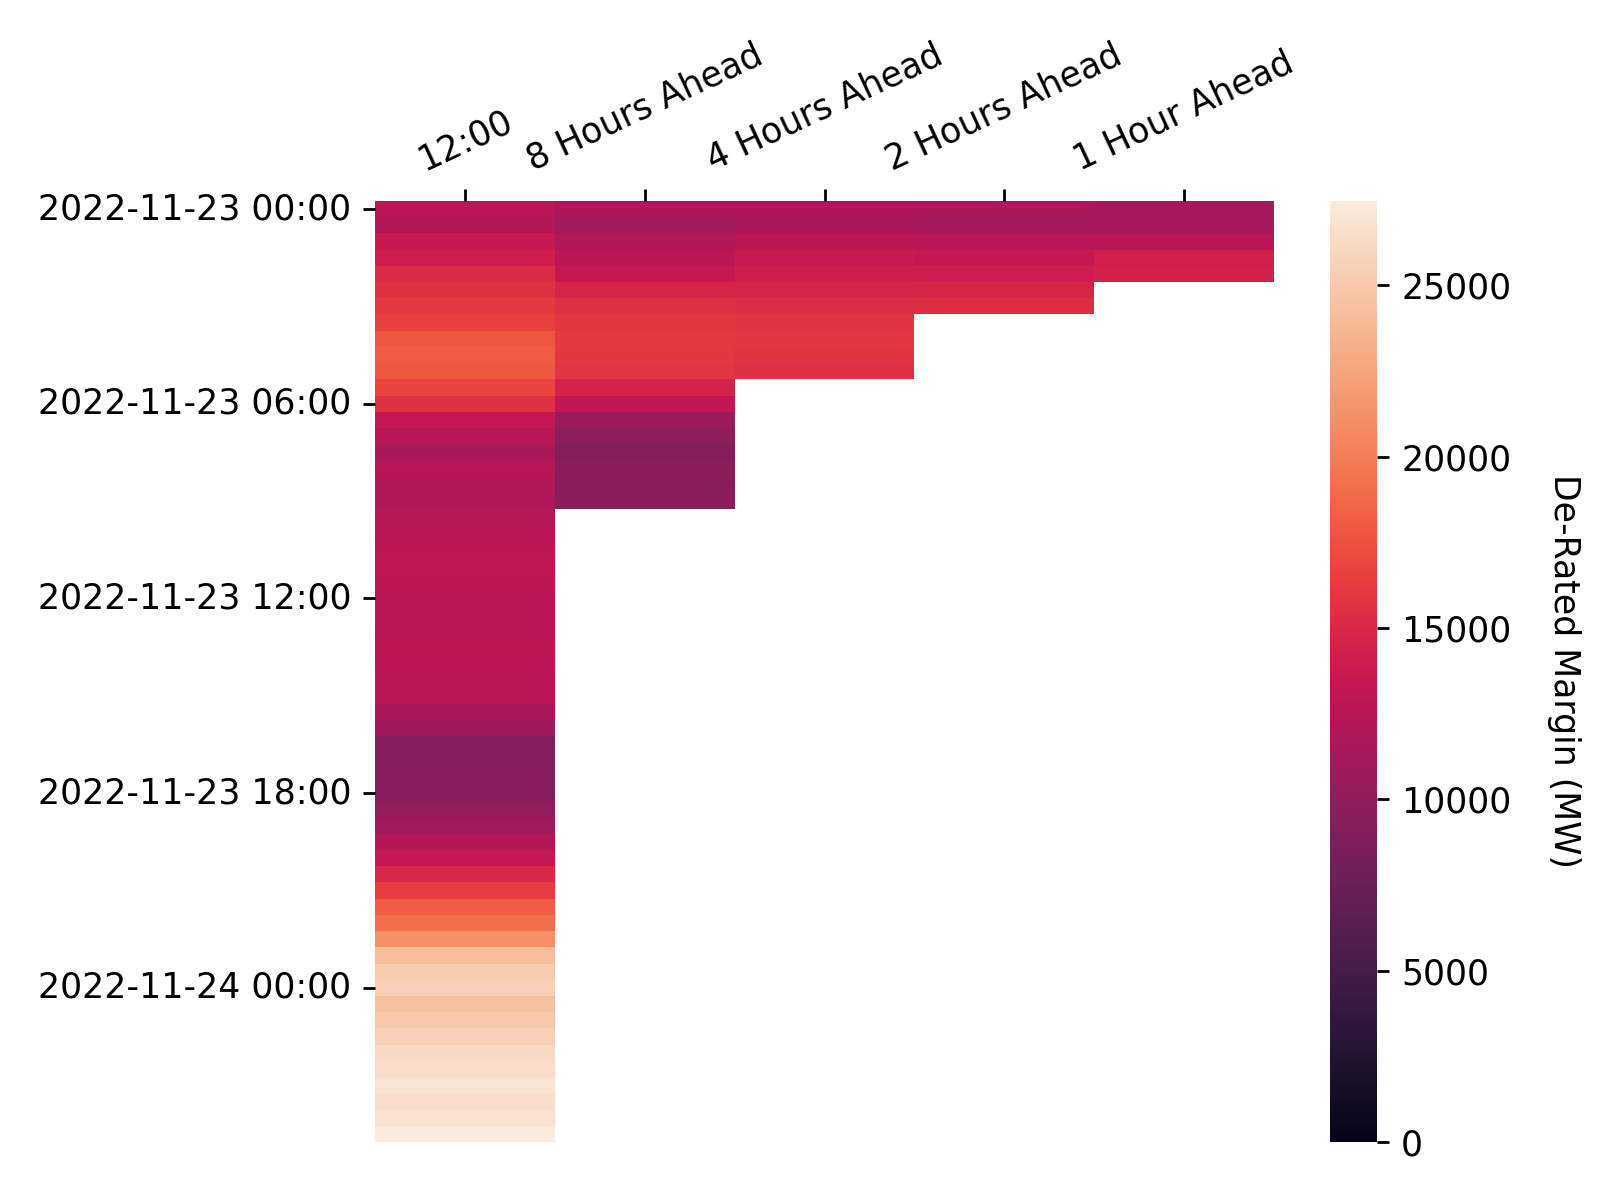 12:00
8 Hours Ahead
4 Hours Ahead
2 Hours Ahead
1 Hour Ahead
2022-11-23 00:00
2022-11-23 06:00
2022-11-23 12:00
2022-11-23 18:00
2022-11-24 00:00
25000
20000
15000
10000
5000
0
De-Rated Margin (MW)